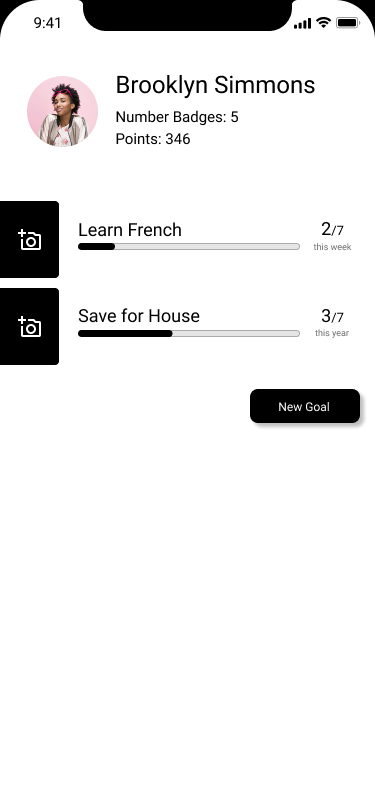 9:41
Brooklyn Simmons
Number Badges: 5
Points: 346
Learn French
2/7
this week
Save for House
3/7
this year
New Goal